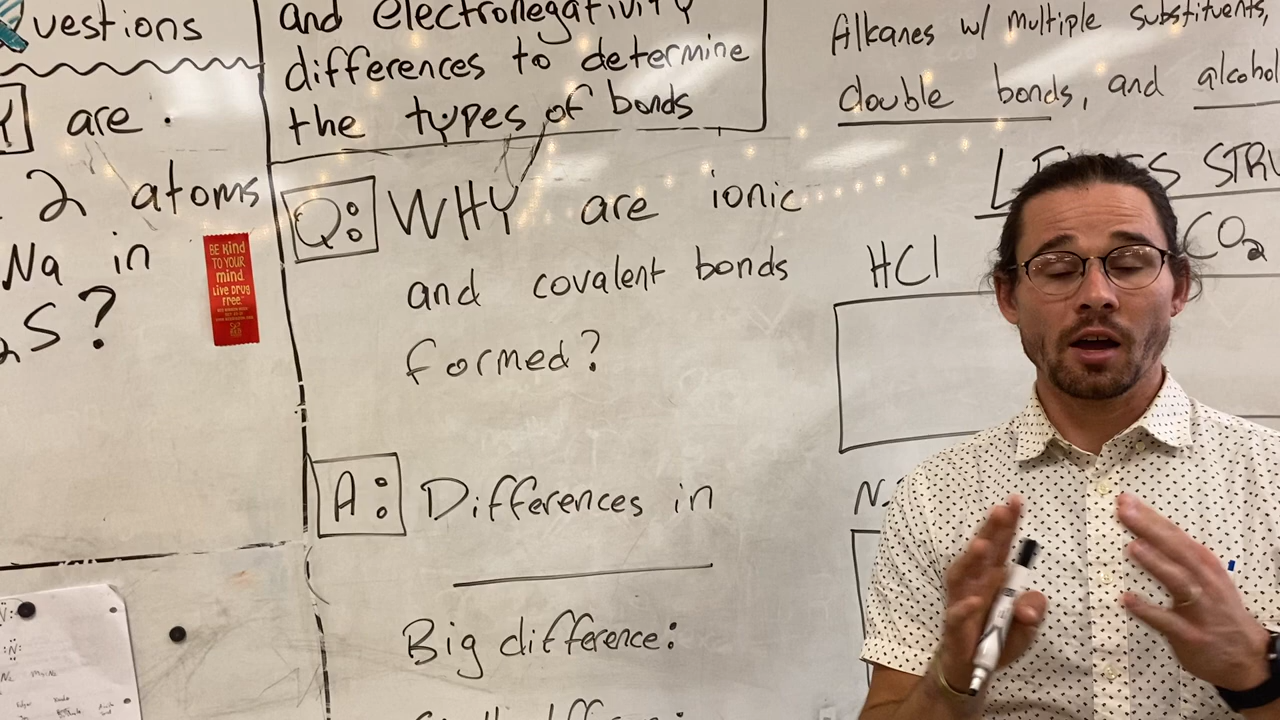 Questions
are
2 atoms
Na in
S?
BE KIND
TO YOUR
mind
Live Drug
Free.
and electronegativity
differences to determine
the types of bonds
Q: WHY are ionic
and covalent bonds
formed?
A: Differences in
Big difference:
Alkanes w/ multiple substituents,
double bonds, and alcohol
HCl
CO2
:N: